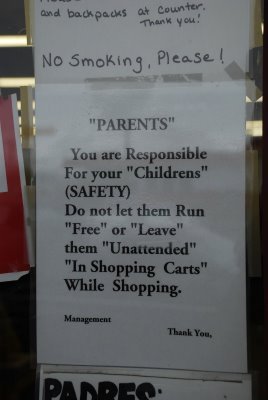 and backpacks at counter.
Thank you!
No Smoking, Please!
"PARENTS"
You are Responsible
For your "Childrens"
(SAFETY)
Do not let them Run
"Free" or "Leave"
them "Unattended"
"In Shopping Carts"
While Shopping.
Management
Thank You,
PADRES: